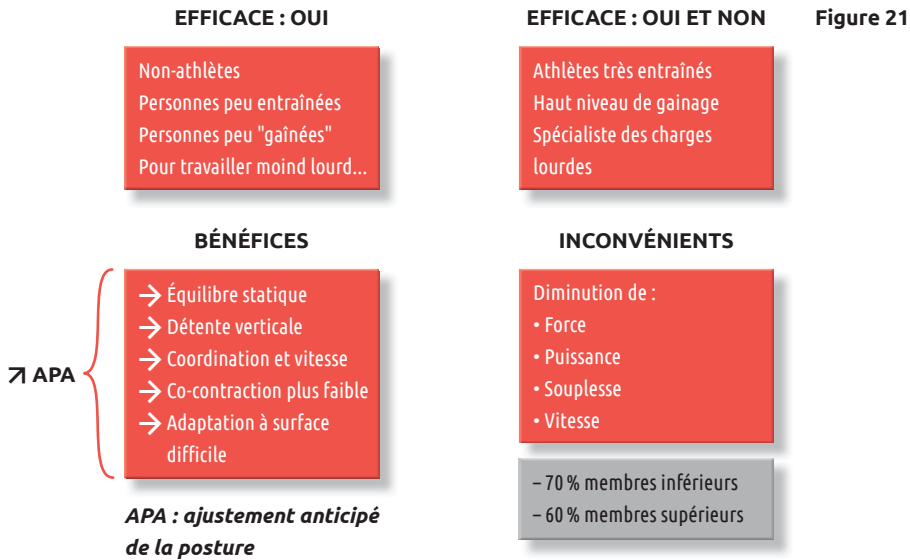 EFFICACE : OUI
Non-athlètes
Personnes peu entraînées
Personnes peu "gaînées"
Pour travailler moind lourd...
EFFICACE : OUI ET NON
Athlètes très entraînés
Haut niveau de gainage
Spécialiste des charges
lourdes
Figure 21
BÉNÉFICES
→ Équilibre statique
→ Détente verticale
→ Coordination et vitesse
→ Co-contraction plus faible
→ Adaptation à surface
difficile
↗ APA
APA : ajustement anticipé
de la posture
INCONVÉNIENTS
Diminution de :
• Force
• Puissance
• Souplesse
• Vitesse
– 70 % membres inférieurs
– 60 % membres supérieurs